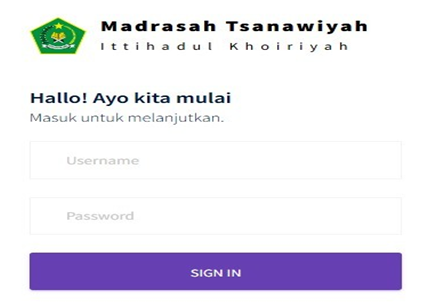 Madrasah Tsanawiyah
Ittihadul Khoiriyah
Hallo! Ayo kita mulai
Masuk untuk melanjutkan.
Username
Password
SIGN IN